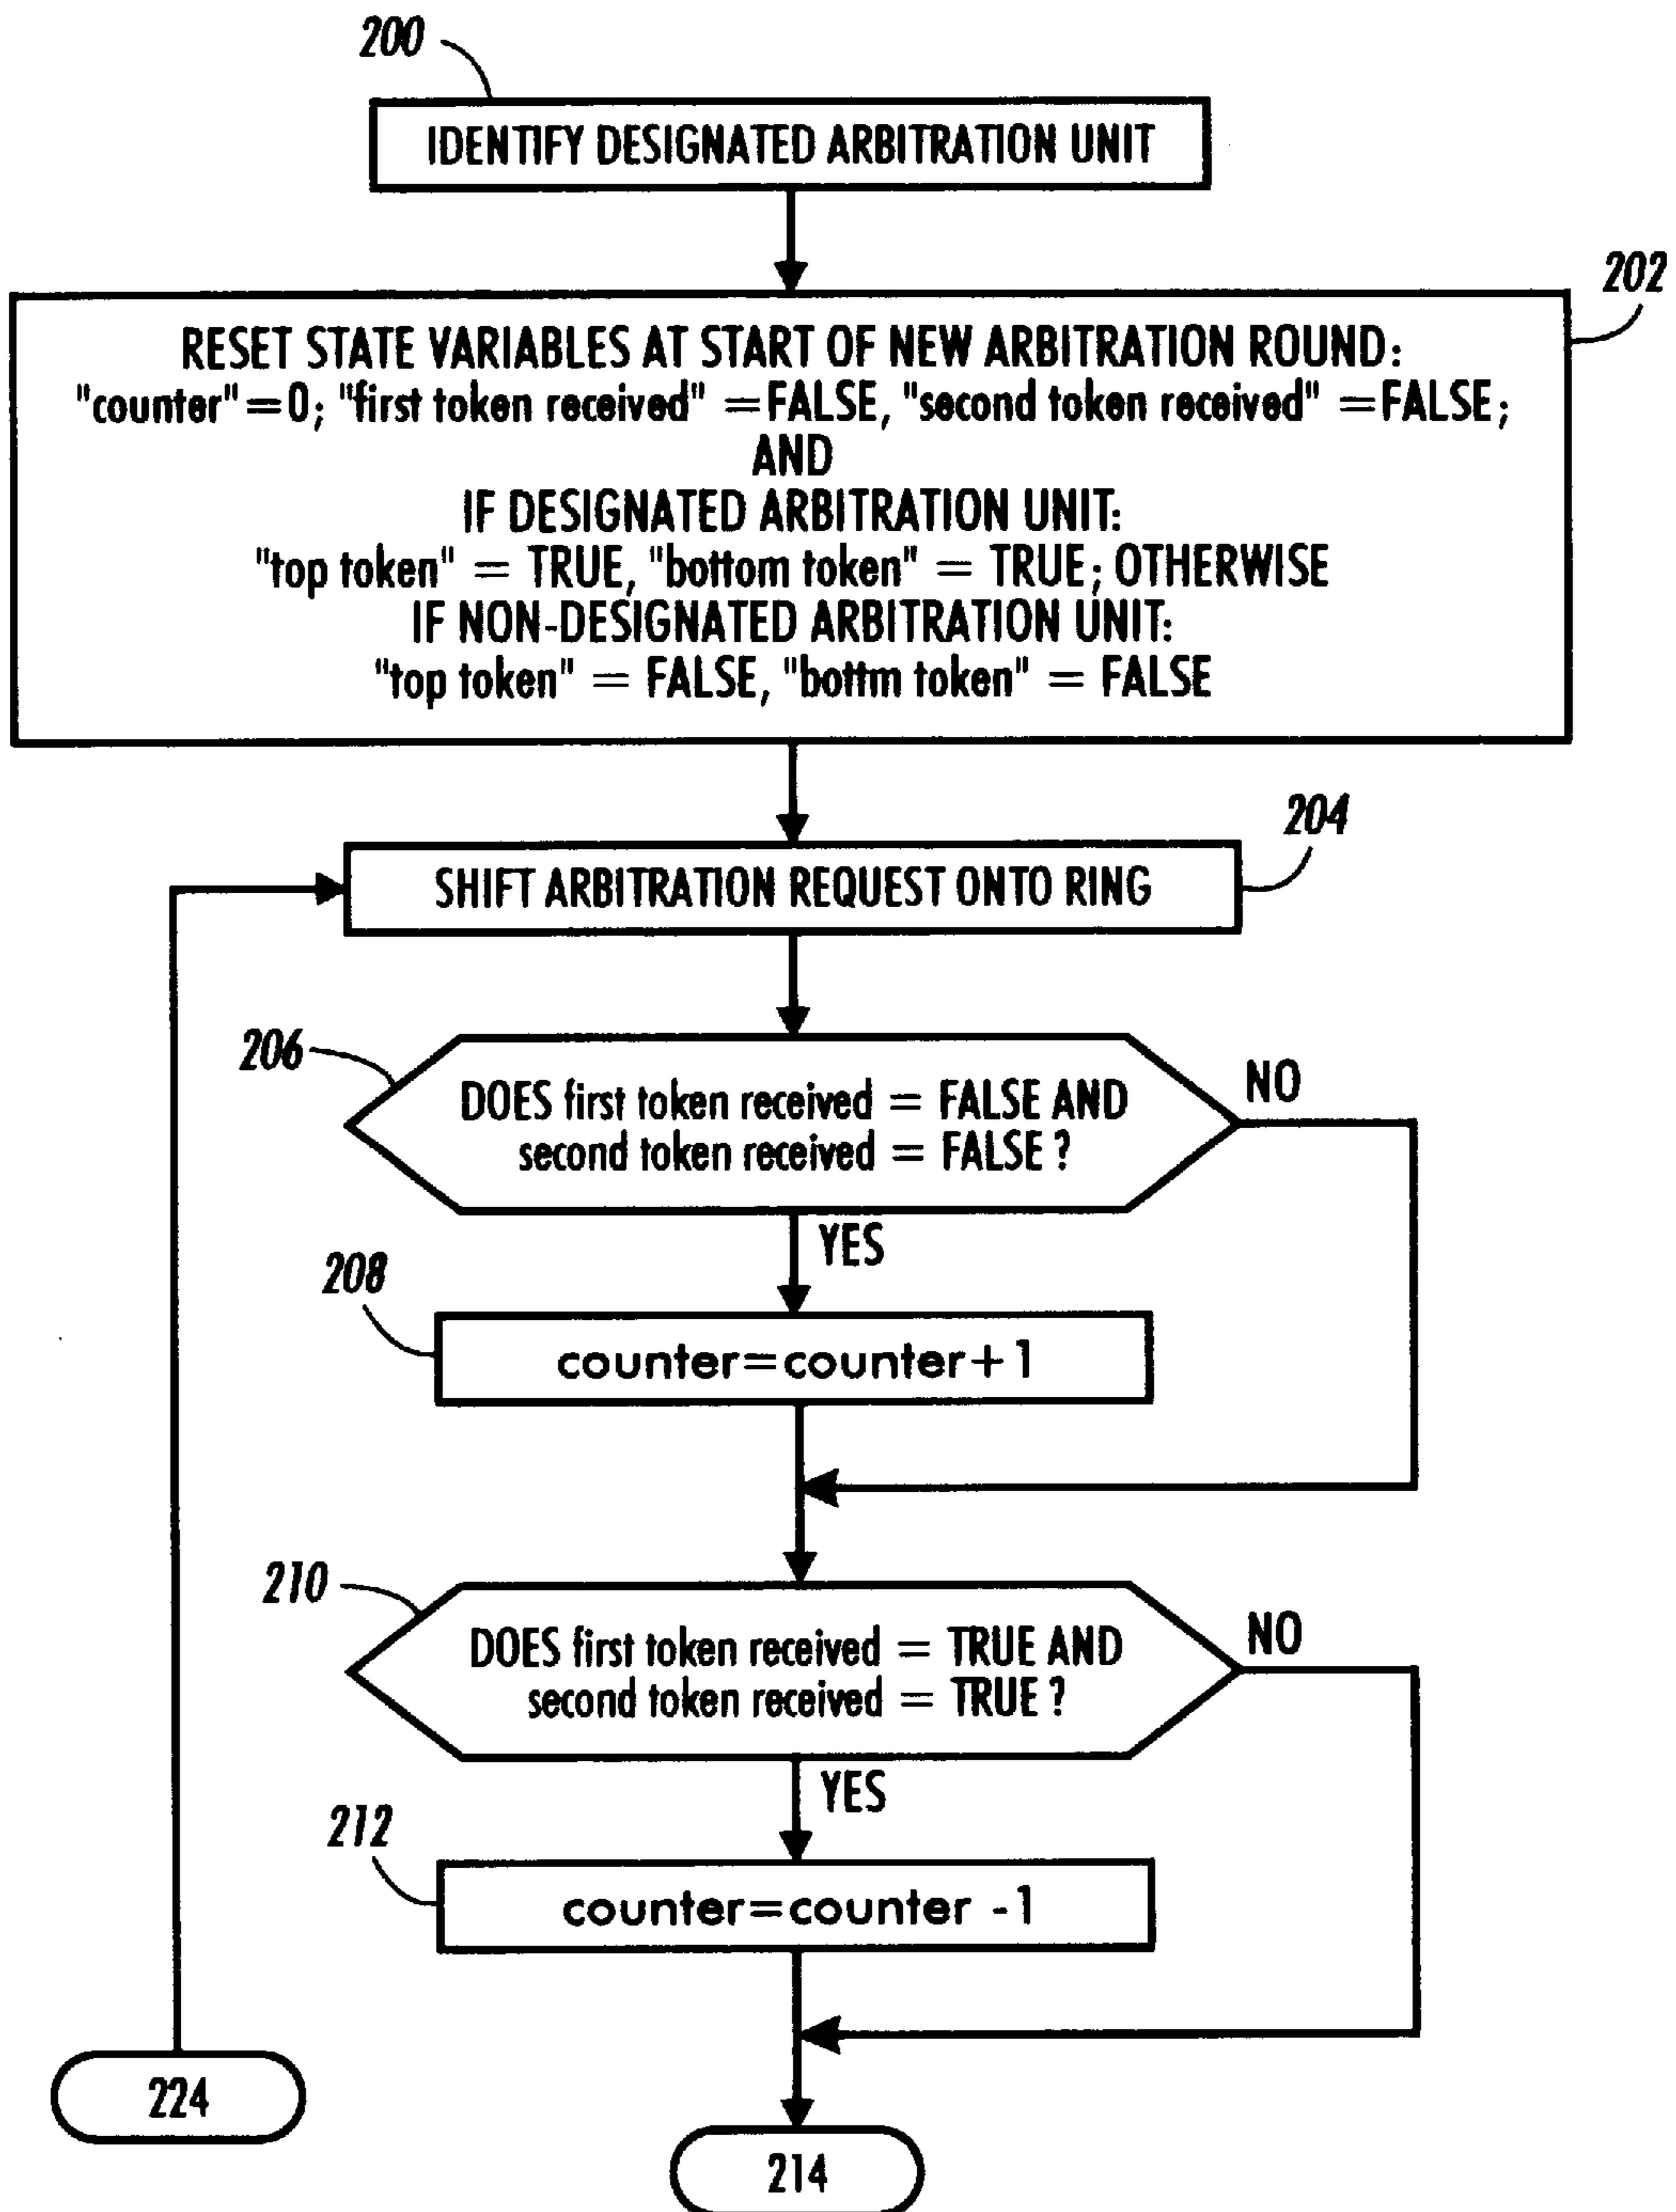 200
IDENTIFY DESIGNATED ARBITRATION UNIT
202
RESET STATE VARIABLES AT START OF NEW ARBITRATION ROUND:
"counter"=0; "first token received" =FALSE, "second token received" =FALSE;
AND
IF DESIGNATED ARBITRATION UNIT:
"top token" = TRUE, "bottom token" = TRUE; OTHERWISE
IF NON-DESIGNATED ARBITRATION UNIT:
"top token" = FALSE, "bottm token" = FALSE
204
SHIFT ARBITRATION REQUEST ONTO RING
206
DOES first token received = FALSE AND
second token received = FALSE ?
NO
YES
208
counter=counter+1
210
DOES first token received = TRUE AND
second token received = TRUE ?
NO
YES
212
counter=counter -1
224
214